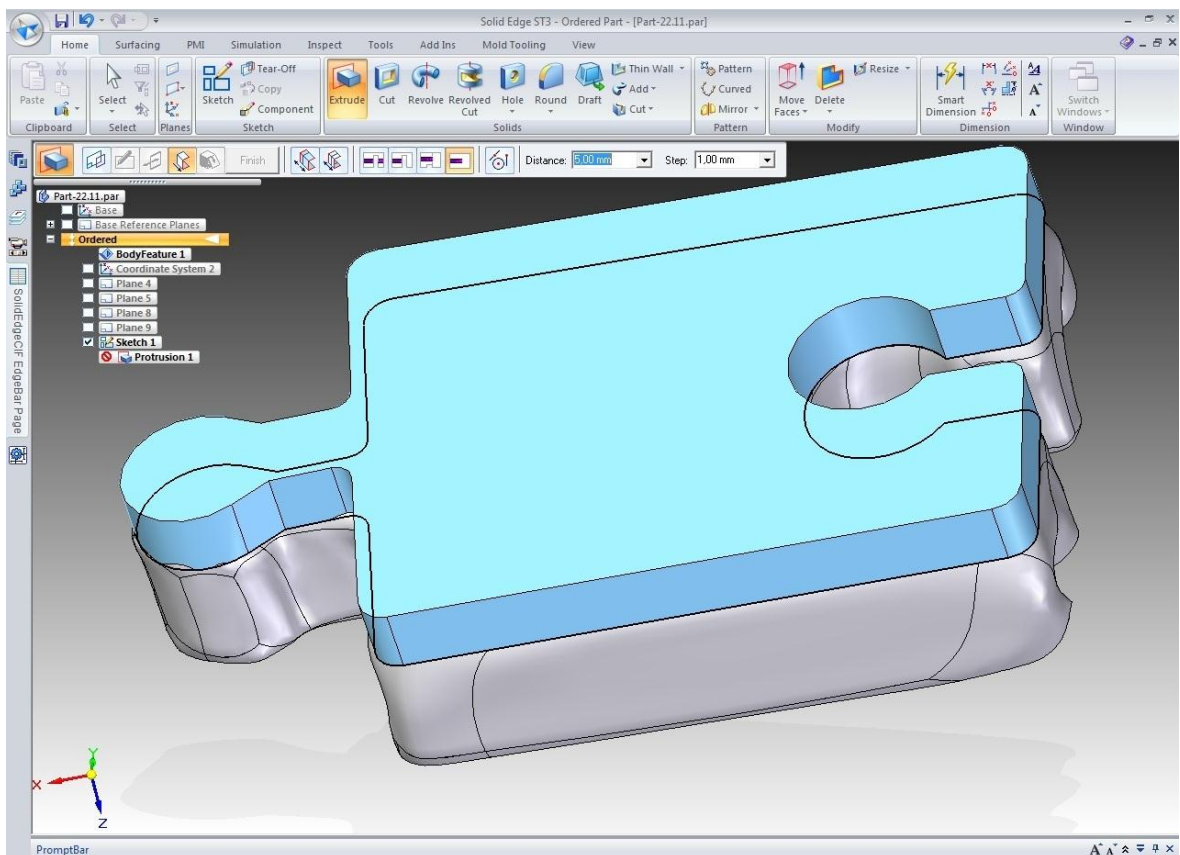 Solid Edge ST3 - Ordered Part - [Part-22.11.par]
Home Surfacing PMI Simulation Inspect Tools Add Ins Mold Tooling View
Paste
Clipboard
Select
Select
Planes
Sketch
Tear-Off
Copy
Component
Sketch
Extrude
Cut
Revolve
Revolved
Cut
Hole
Round
Draft
Thin Wall
Add
Cut
Solids
Pattern
Curved
Mirror
Pattern
Move
Faces
Delete
Resize
Modify
Smart
Dimension
Dimension
Switch
Windows
Window
Finish
Distance: 5,00 mm Step: 1,00 mm
Part-22.11.par
Base
Base Reference Planes
Ordered
BodyFeature 1
Coordinate System 2
Plane 4
Plane 5
Plane 8
Plane 9
Sketch 1
Protrusion 1
SolidEdgeCIF EdgeBar Page
Y
X
Z
PromptBar